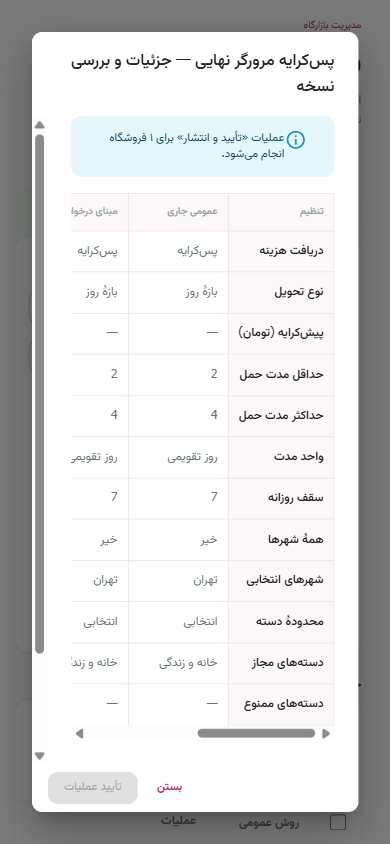 مدیریت بازارگاه
پس‌کرایه مرورگر نهایی — جزئیات و بررسی
نسخه
عملیات «تأیید و انتشار» برای ۱ فروشگاه
انجام می‌شود.
تنظیم عمومی جاری مبنای
دریافت هزینه پس‌کرایه پس‌کرایه
نوع تحویل بازهٔ روز بازهٔ روز
پیش‌کرایه (تومان) — —
حداقل مدت حمل 2 2
حداکثر مدت حمل 4 4
واحد مدت روز تقویمی روز تقویمی
سقف روزانه 7 7
همهٔ شهرها خیر خیر
شهرهای انتخابی تهران تهران
محدودهٔ دسته انتخابی انتخابی
دسته‌های مجاز خانه و زندگی خانه و
دسته‌های ممنوع — —
بستن تأیید عملیات
روش عمومی عملیات